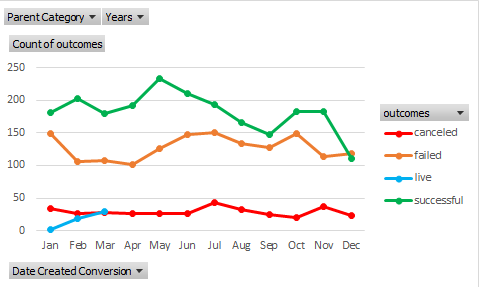 Parent Category Years
Count of outcomes
250
200
150
100
50
0
Jan Feb Mar Apr May Jun Jul Aug Sep Oct Nov Dec
outcomes
canceled
failed
live
successful
Date Created Conversion